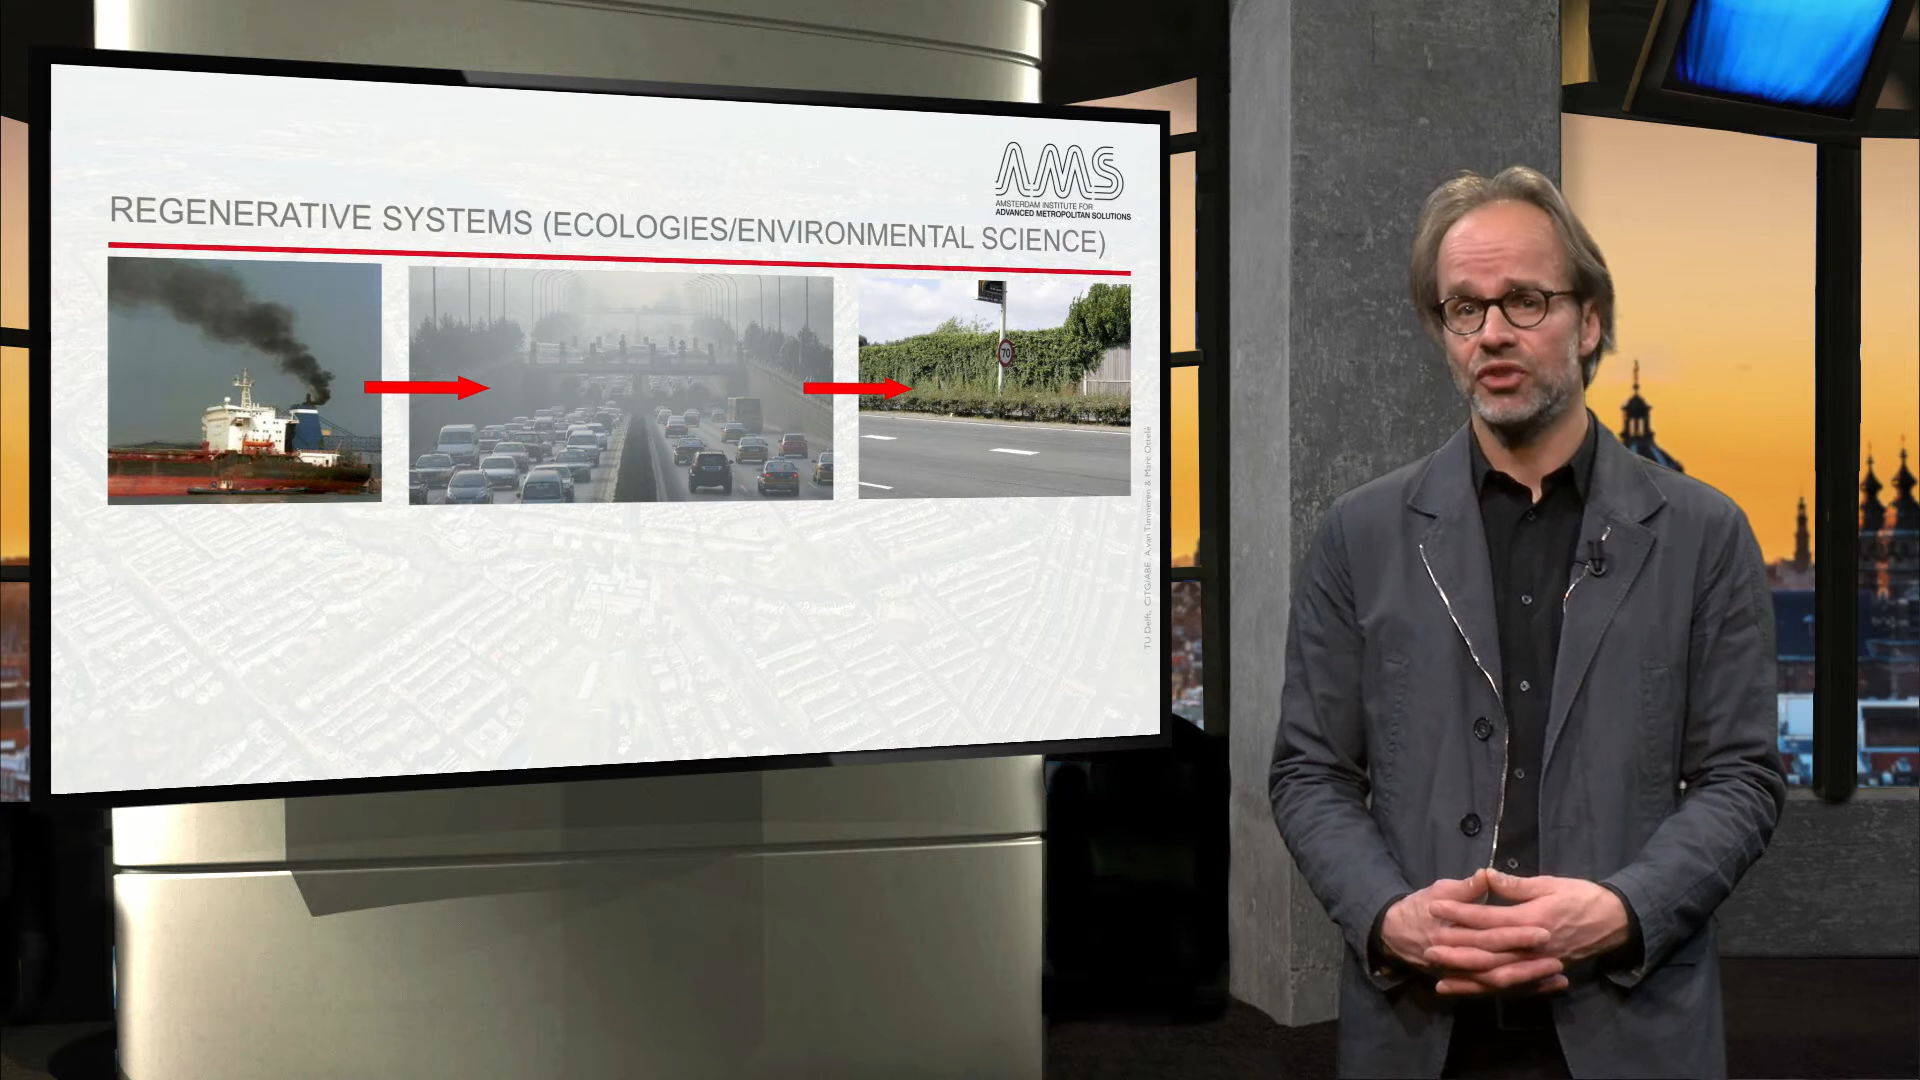 AMS
AMSTERDAM INSTITUTE FOR
ADVANCED METROPOLITAN SOLUTIONS
REGENERATIVE SYSTEMS (ECOLOGIES/ENVIRONMENTAL SCIENCE)
70
TU Delft, CiTG/ABE A.van Timmeren & Marc Ottelé